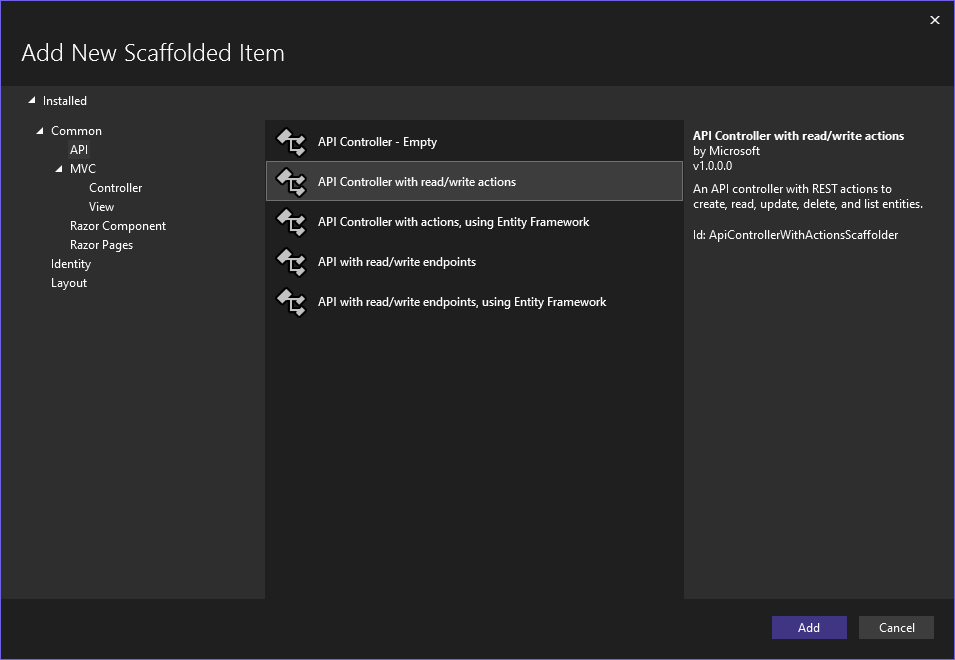 Add New Scaffolded Item
Installed
Common
API
MVC
Controller
View
Razor Component
Razor Pages
Identity
Layout
API Controller - Empty
API Controller with read/write actions
API Controller with actions, using Entity Framework
API with read/write endpoints
API with read/write endpoints, using Entity Framework
API Controller with read/write actions
by Microsoft
v1.0.0.0
An API controller with REST actions to
create, read, update, delete, and list entities.
Id: ApiControllerWithActionsScaffolder
Add
Cancel